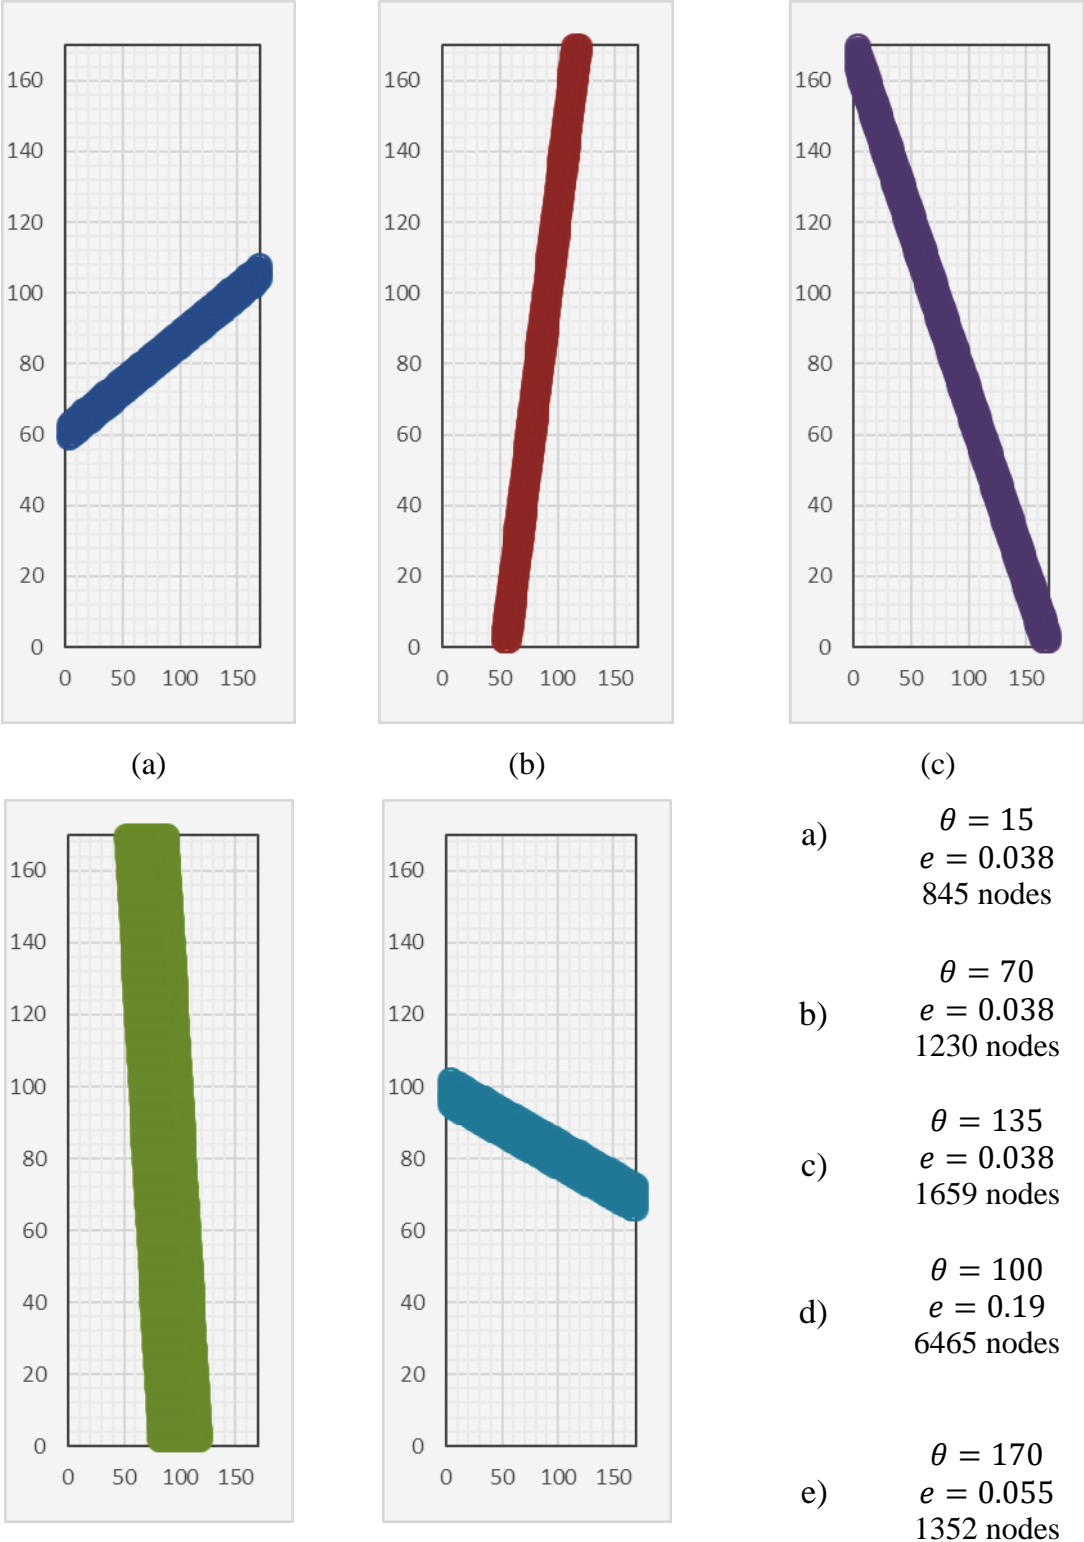 160
140
120
100
80
60
40
20
0
0 50 100 150
160
140
120
100
80
60
40
20
0
0 50 100 150
160
140
120
100
80
60
40
20
0
0 50 100 150
(a) (b) (c)
160
140
120
100
80
60
40
20
0
0 50 100 150
160
140
120
100
80
60
40
20
0
0 50 100 150
a) θ = 15
e = 0.038
845 nodes
b) θ = 70
e = 0.038
1230 nodes
c) θ = 135
e = 0.038
1659 nodes
d) θ = 100
e = 0.19
6465 nodes
e) θ = 170
e = 0.055
1352 nodes